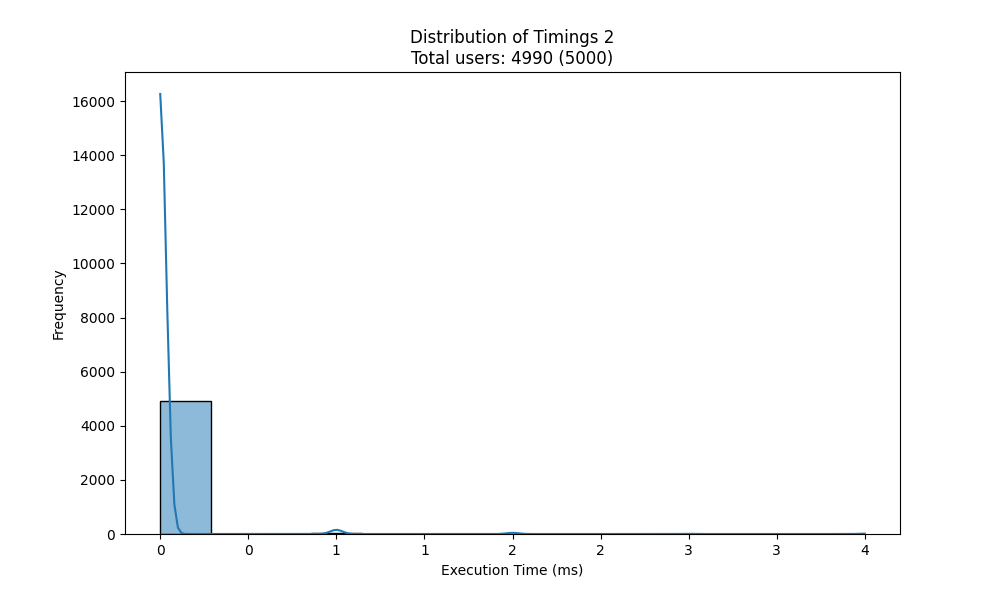 Distribution of Timings 2
Total users: 4990 (5000)
16000
14000
12000
10000
8000
6000
4000
2000
0
Frequency
0 0 1 1 2 2 3 3 4
Execution Time (ms)